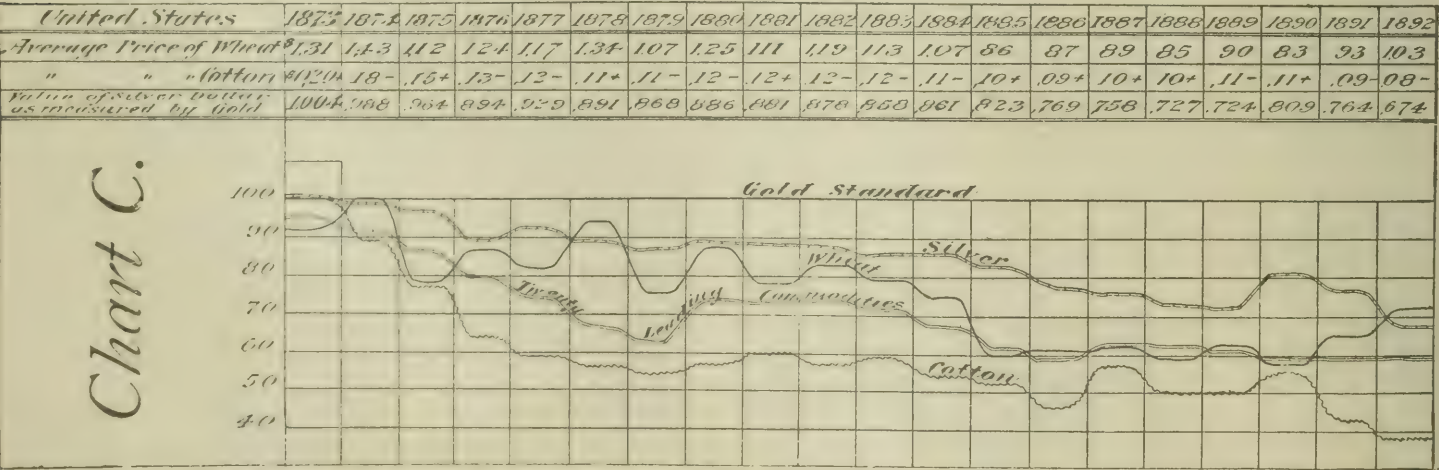 United States 1873 1874 1875 1876 1877 1878 1879 1880 1881 1882 1883 1884 1885 1886 1887 1888 1889 1890 1891 1892
Average Price of Wheat $1.31 1.43 1.12 1.24 1.17 1.34 1.07 1.25 1.11 1.19 1.13 1.07 86 87 89 85 90 83 93 1.03
" " " Cotton 18- .15+ .13- .12- .11+ .11- .12- .12+ .12- .12- .11- .10+ .09+ 10+ 10+ .11- .11+ .09- 08-
Value of Silver Dollar as measured by Gold 1.004 .988 .964 .894 .929 .891 .868 .886 .881 .878 .858 .861 .823 .769 .758 .727 .724 .809 .764 .674
Chart C.
100
Gold Standard
90
Silver
Wheat
80
Twenty Leading Commodities
70
60
Cotton
50
40